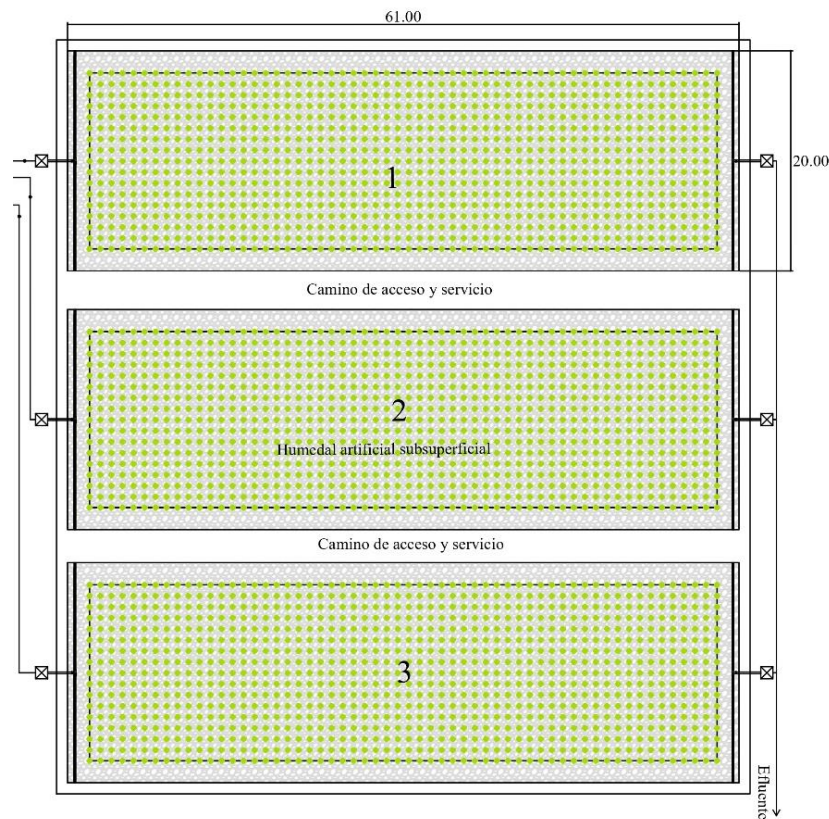 61.00
1
20.00
Camino de acceso y servicio
2
Humedal artificial subsuperficial
Camino de acceso y servicio
3
Efluente